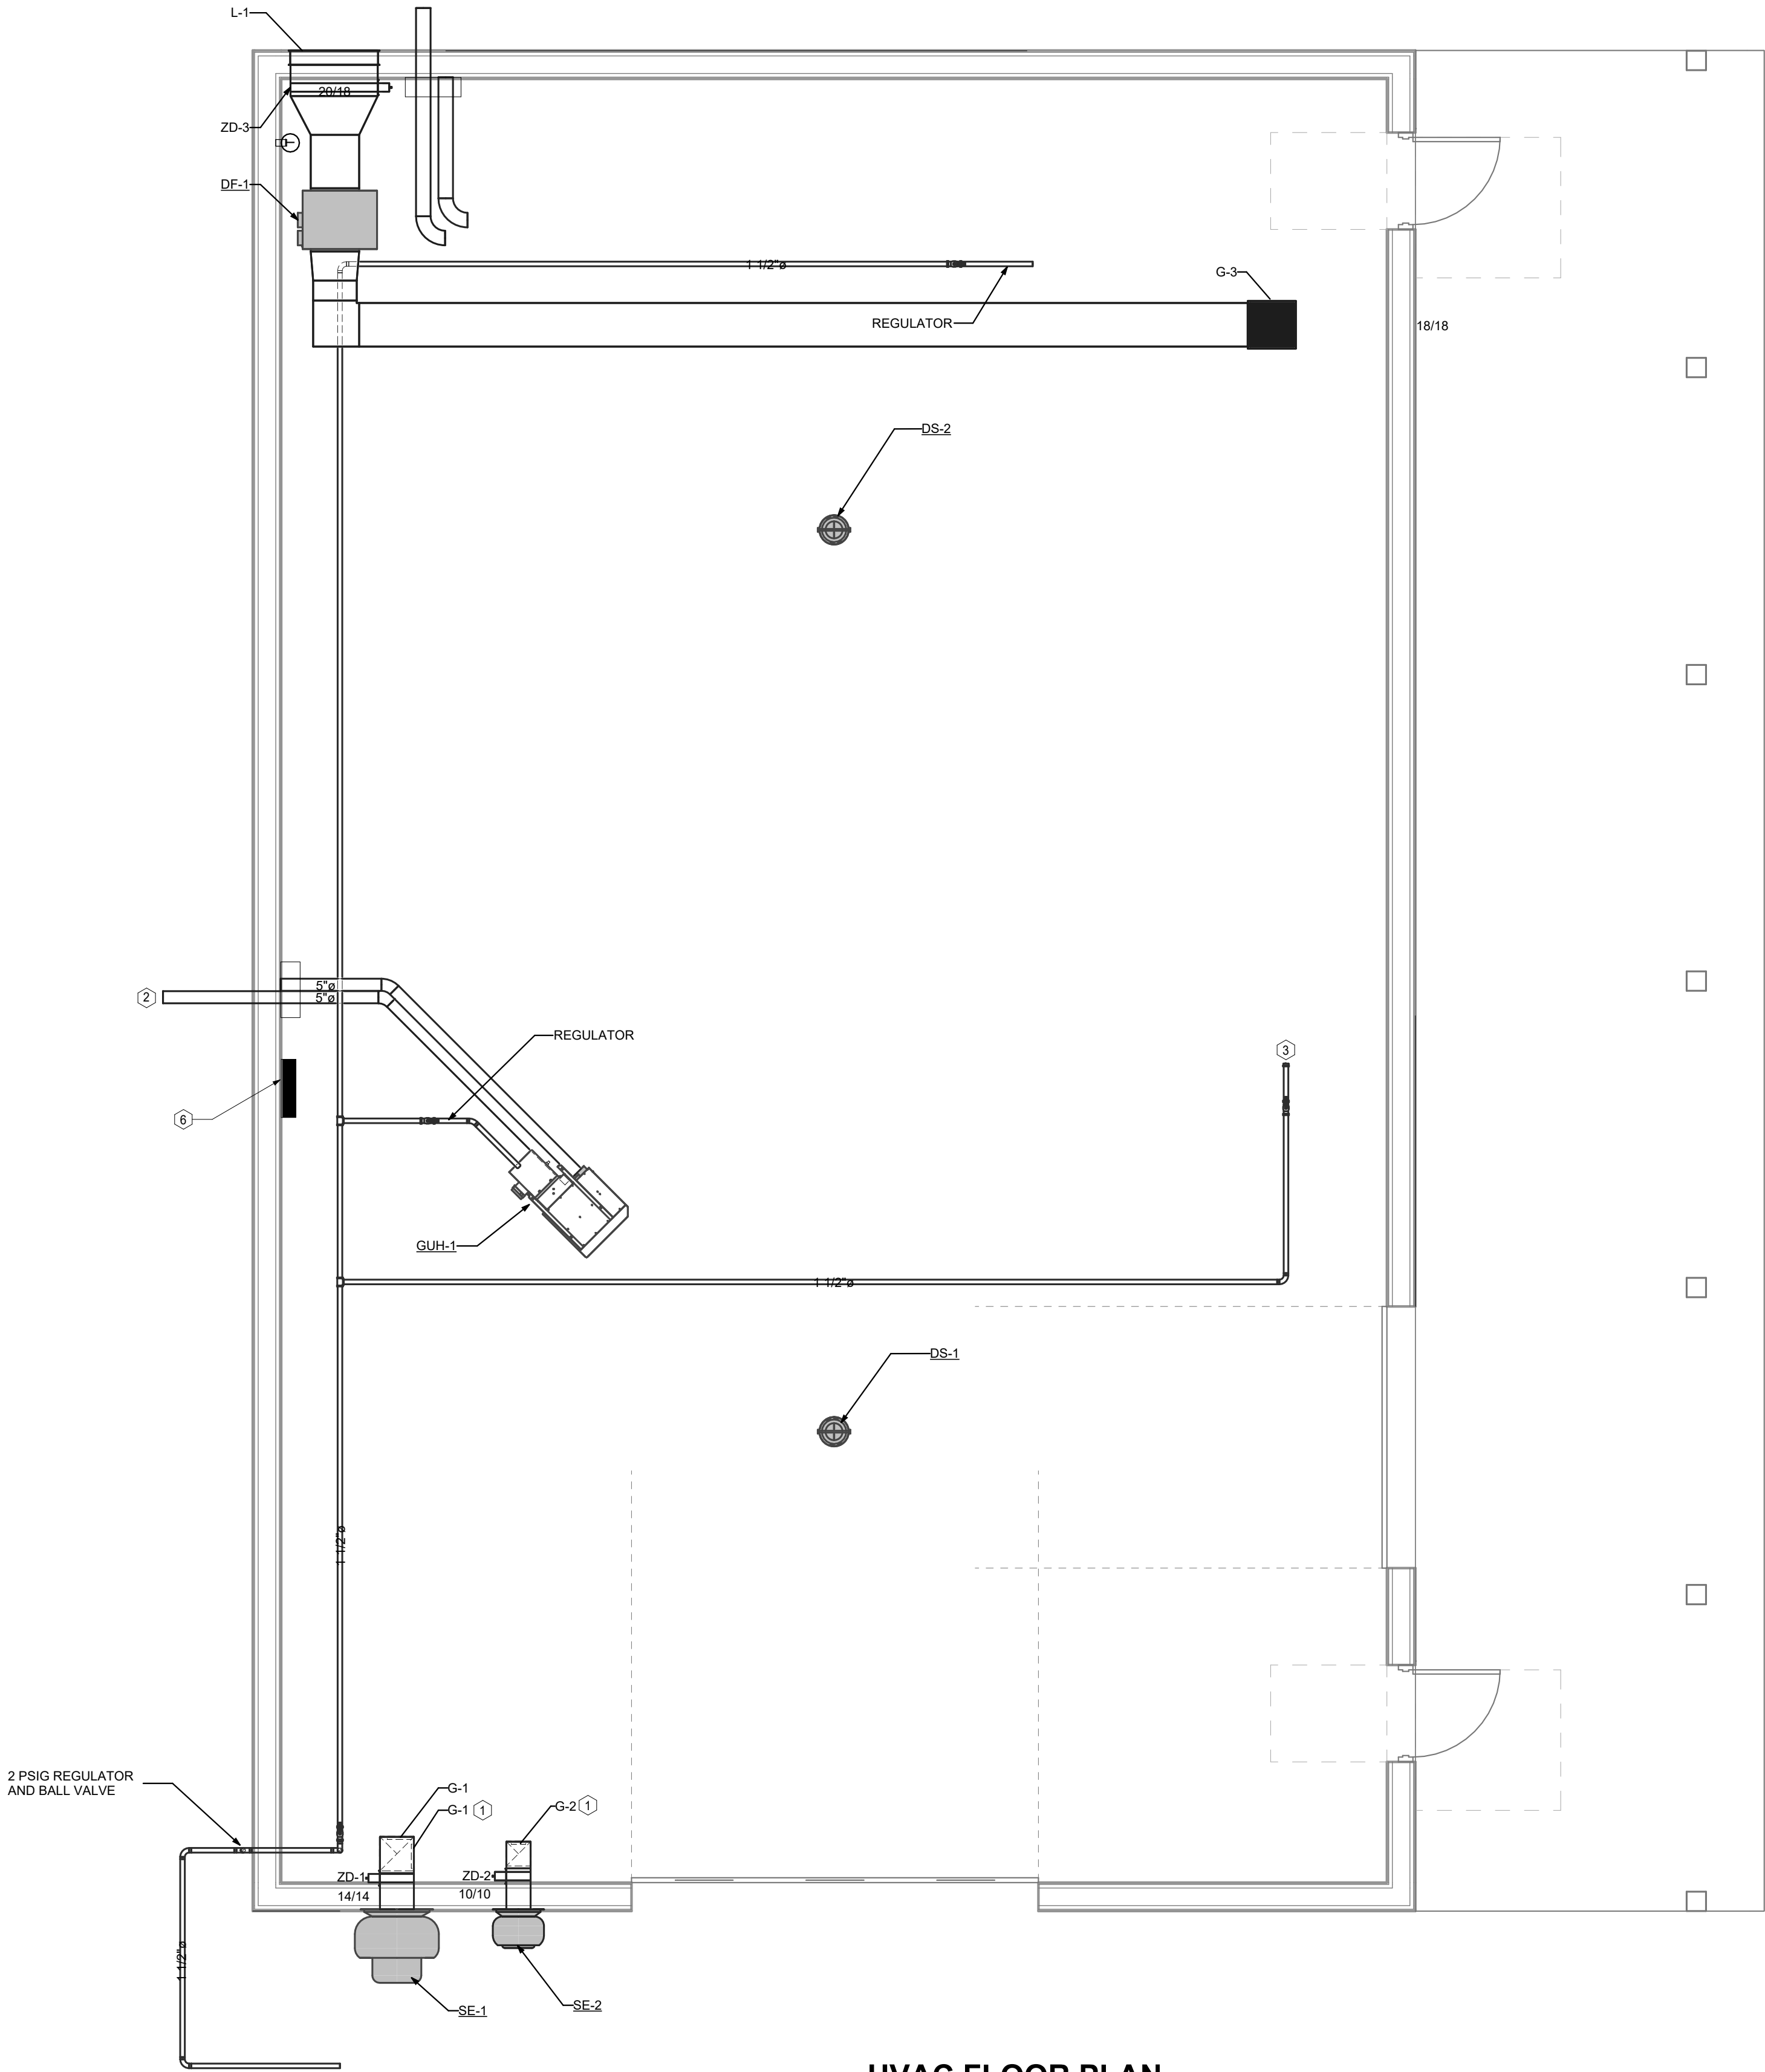 L-1
20/18
ZD-3
DF-1
1 1/2"ø
G-3
REGULATOR
18/18
DS-2
5"ø
5"ø
2
REGULATOR
3
6
GUH-1
1 1/2"ø
DS-1
1 1/2"ø
2 PSIG REGULATOR
AND BALL VALVE
G-1
G-1 1
G-2 1
ZD-1
ZD-2
14/14
10/10
1 1/2"ø
SE-1
SE-2
HVAC FLOOR PLAN